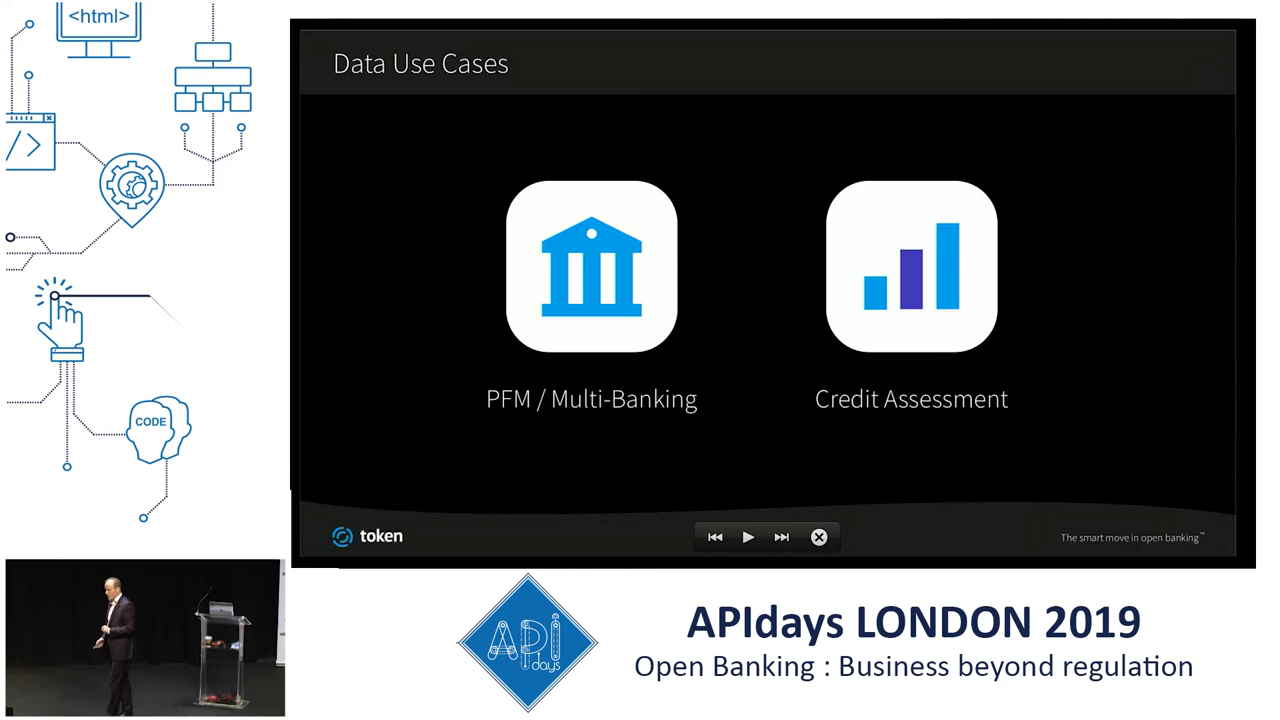 <html>
</>
CODE
Data Use Cases
PFM / Multi-Banking
Credit Assessment
token
The smart move in open banking™
API
days
APIdays LONDON 2019
Open Banking : Business beyond regulation